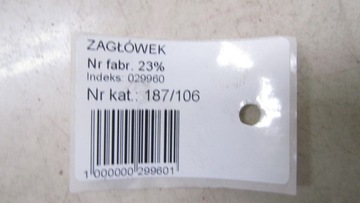 ZAGŁÓWEK
Nr fabr. 23%
Indeks: 029960
Nr kat.: 187/106
1 000000 299601